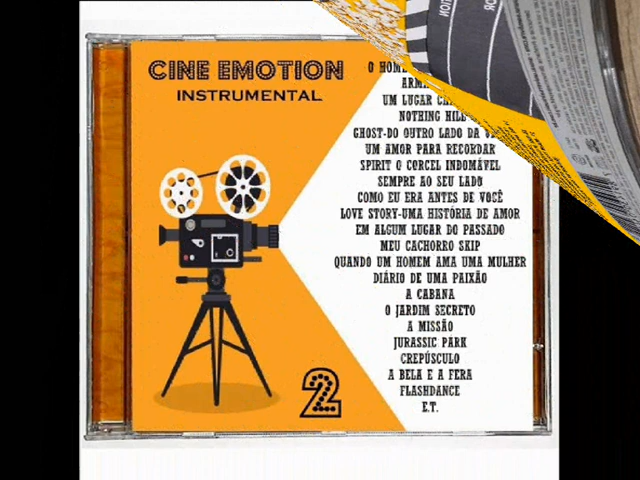 CINE EMOTION
INSTRUMENTAL
O HOME
ARMA
UM LUGAR CH
NOTHING HILL
GHOST-DO OUTRO LADO DA
UM AMOR PARA RECORDAR
SPIRIT O CORCEL INDOMÁVEL
SEMPRE AO SEU LADO
COMO EU ERA ANTES DE VOCÊ
LOVE STORY-UMA HISTÓRIA DE AMOR
EM ALGUM LUGAR DO PASSADO
MEU CACHORRO SKIP
QUANDO UM HOMEM AMA UMA MULHER
DIÁRIO DE UMA PAIXÃO
A CABANA
O JARDIM SECRETO
A MISSÃO
JURASSIC PARK
CREPÚSCULO
A BELA E A FERA
FLASHDANCE
E.T.
2